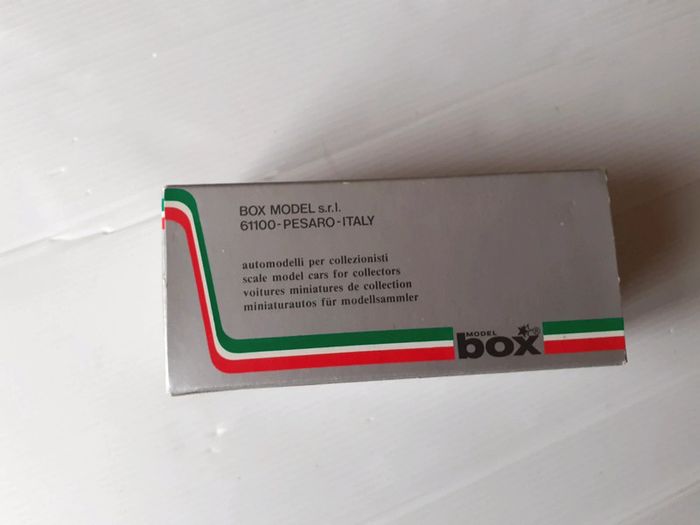 BOX MODEL s.r.l.
61100-PESARO-ITALY
automodelli per collezionisti
scale model cars for collectors
voitures miniatures de collection
miniaturautos für modellsammler
MODEL
box ®